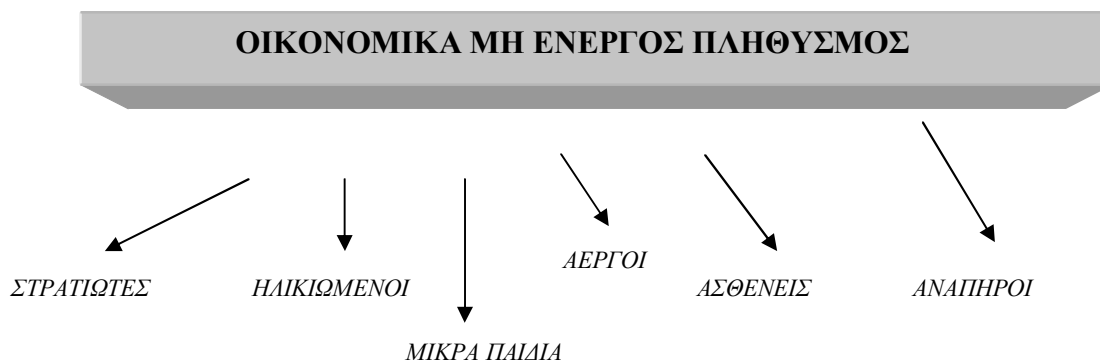 ΟΙΚΟΝΟΜΙΚΑ ΜΗ ΕΝΕΡΓΟΣ ΠΛΗΘΥΣΜΟΣ
ΣΤΡΑΤΙΩΤΕΣ
ΗΛΙΚΙΩΜΕΝΟΙ
ΜΙΚΡΑ ΠΑΙΔΙΑ
ΑΕΡΓΟΙ
ΑΣΘΕΝΕΙΣ
ΑΝΑΠΗΡΟΙ